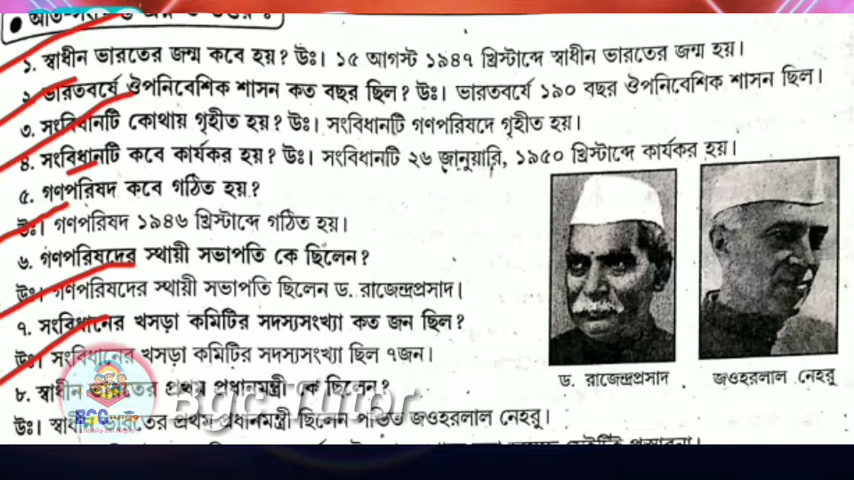 ১. স্বাধীন ভারতের জন্ম কবে হয়? উঃ। ১৫ আগস্ট ১৯৪৭ খ্রিস্টাব্দে স্বাধীন ভারতের জন্ম হয়।
২. ভারতবর্ষে ঔপনিবেশিক শাসন কত বছর ছিল? উঃ। ভারতবর্ষে ১৯০ বছর ঔপনিবেশিক শাসন ছিল।
৩. সংবিধানটি কোথায় গৃহীত হয়? উঃ। সংবিধানটি গণপরিষদে গৃহীত হয়।
৪. সংবিধানটি কবে কার্যকর হয়? উঃ। সংবিধানটি ২৬ জানুয়ারি, ১৯৫০ খ্রিস্টাব্দে কার্যকর হয়।
৫. গণপরিষদ কবে গঠিত হয়?
উঃ। গণপরিষদ ১৯৪৬ খ্রিস্টাব্দে গঠিত হয়।
৬. গণপরিষদের স্থায়ী সভাপতি কে ছিলেন?
উঃ। গণপরিষদের স্থায়ী সভাপতি ছিলেন ড. রাজেন্দ্রপ্রসাদ।
৭. সংবিধানের খসড়া কমিটির সদস্যসংখ্যা কত জন ছিল?
উঃ। সংবিধানের খসড়া কমিটির সদস্যসংখ্যা ছিল ৭জন।
ড. রাজেন্দ্রপ্রসাদ
জওহরলাল নেহরু
৮. স্বাধীন ভারতের প্রথম প্রধানমন্ত্রী কে ছিলেন?
BGC Tutor
উঃ। স্বাধীন ভারতের প্রথম প্রধানমন্ত্রী ছিলেন পণ্ডিত জওহরলাল নেহরু।